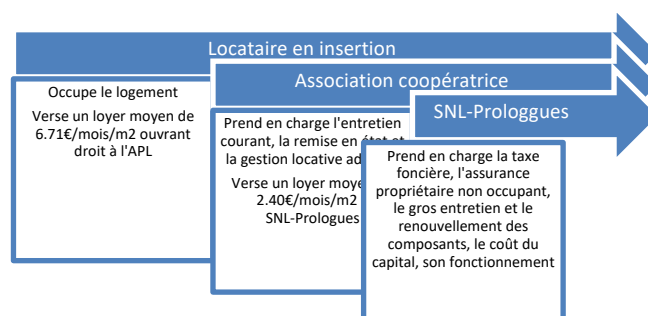 Locataire en insertion
Occupe le logement
Verse un loyer moyen de
6.71€/mois/m2 ouvrant
droit à l'APL
Association coopératrice
Prend en charge l'entretien
courant, la remise en état et
la gestion locative
Verse un loyer
2.40€/mois/m2
SNL-Prologues
SNL-Prologgues
Prend en charge la taxe
foncière, l'assurance
propriétaire non occupant,
le gros entretien et le
renouvellement des
composants, le coût du
capital, son fonctionnement